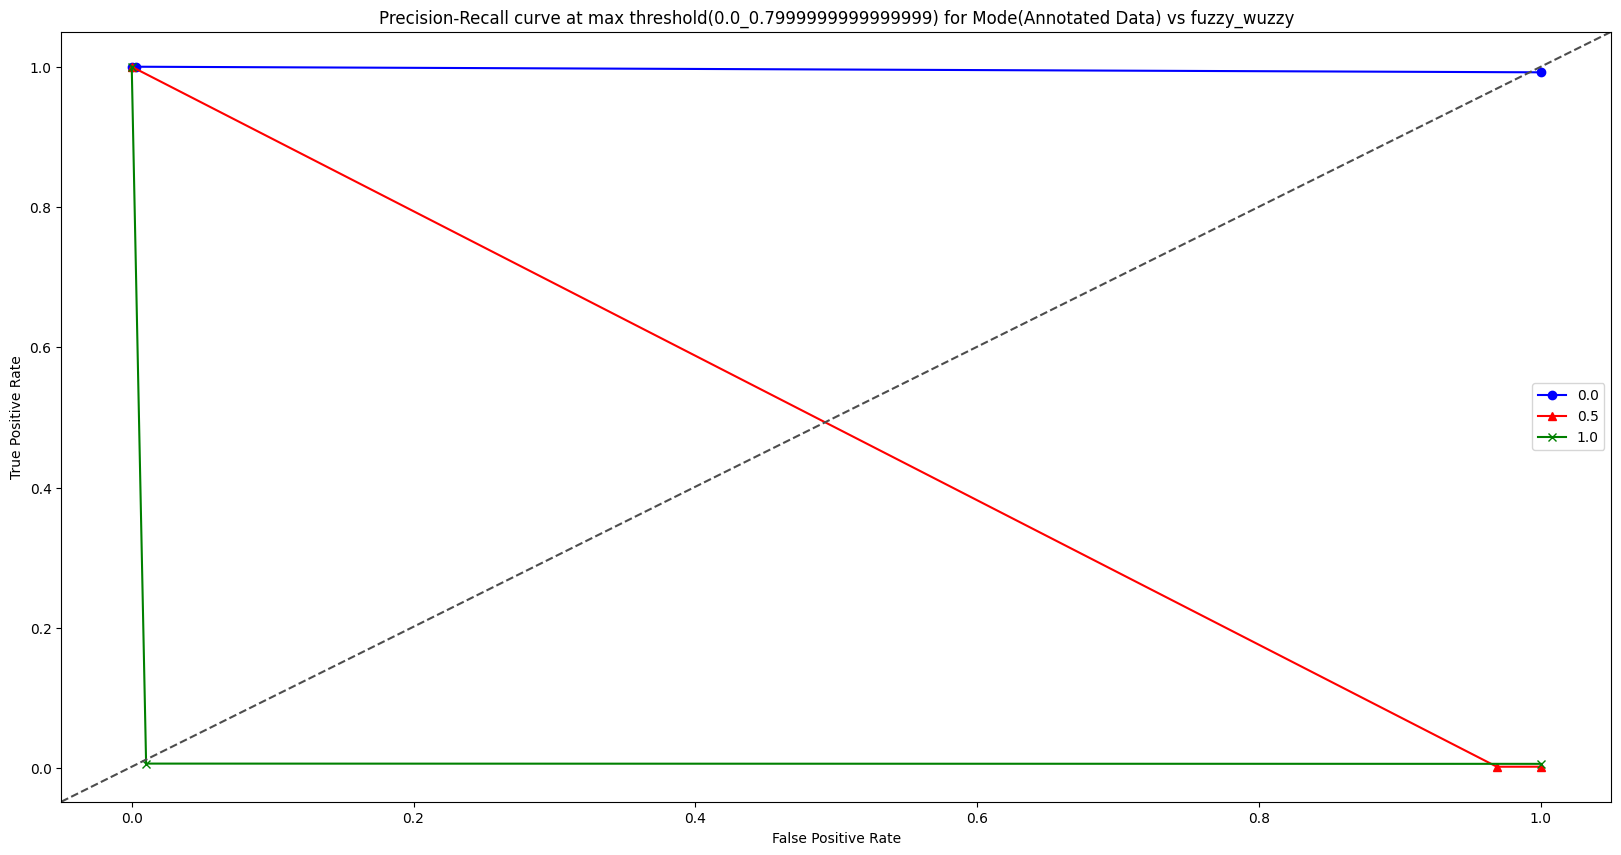 Precision-Recall curve at max threshold(0.0_0.7999999999999999) for Mode(Annotated Data) vs fuzzy_wuzzy
1.0
0.8
0.6
0.4
0.2
0.0
True Positive Rate
0.0
0.5
1.0
0.0 0.2 0.4 0.6 0.8 1.0
False Positive Rate